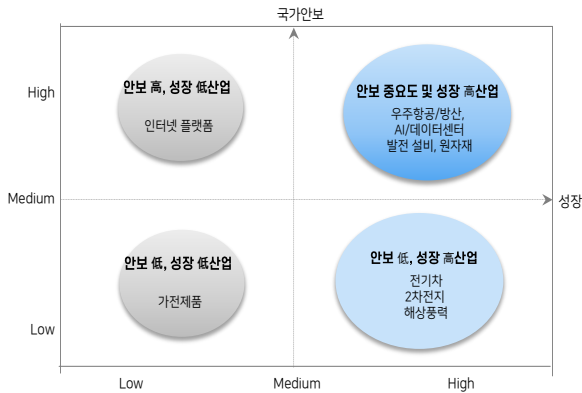 국가안보
High
안보 高, 성장 低산업
인터넷 플랫폼
안보 중요도 및 성장 高산업
우주항공/방산,
AI/데이터센터
발전 설비, 원자재
Medium
성장
안보 低, 성장 低산업
가전제품
안보 低, 성장 高산업
전기차
2차전지
해상풍력
Low
Low
Medium
High